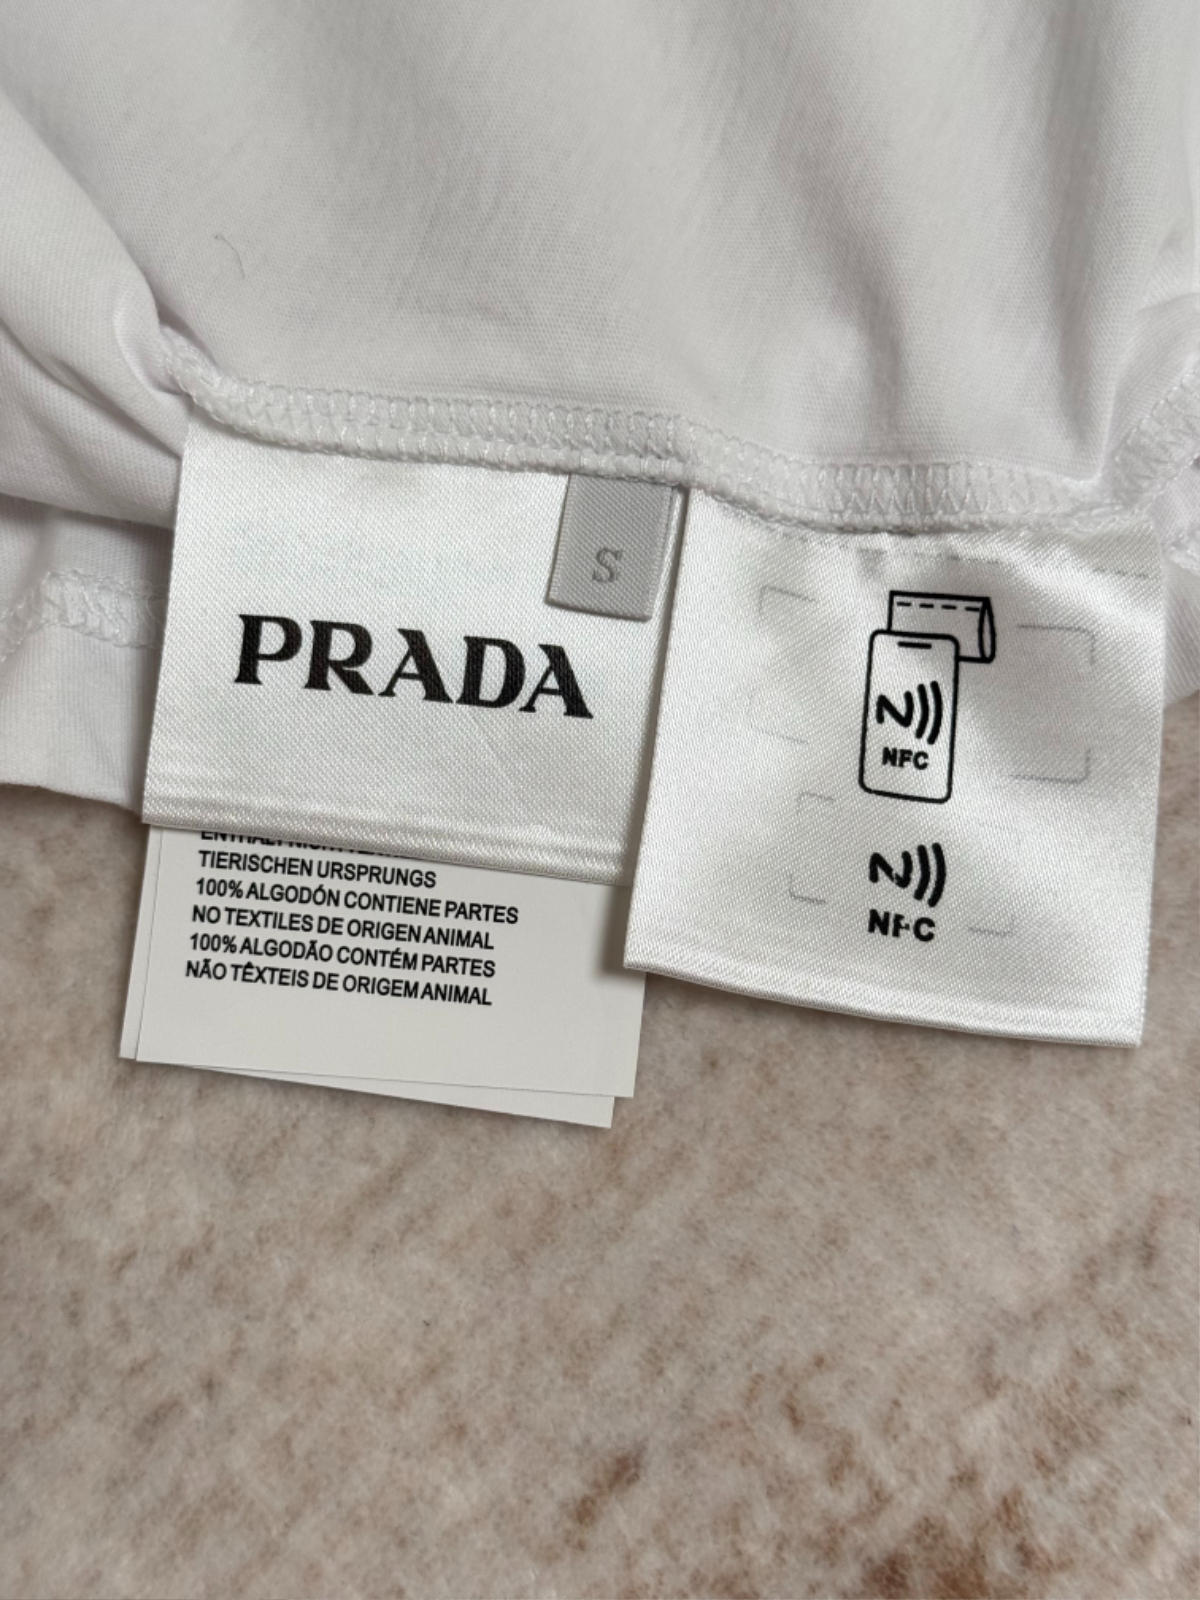 S
PRADA
TIERISCHEN URSPRUNGS
100% ALGODÓN CONTIENE PARTES
NO TEXTILES DE ORIGEN ANIMAL
100% ALGODÃO CONTÉM PARTES
NÃO TÊXTEIS DE ORIGEM ANIMAL
NFC
NFC